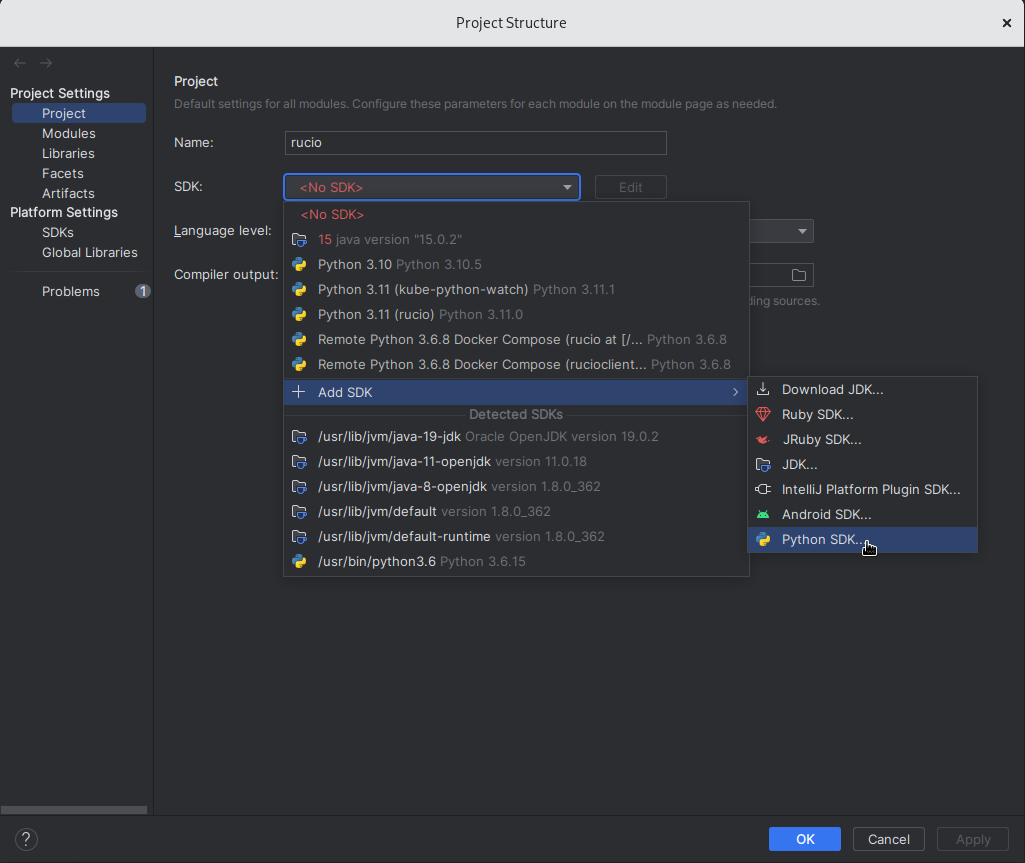 Project Structure
Project Settings
Project
Modules
Libraries
Facets
Artifacts
Platform Settings
SDKs
Global Libraries
Problems 1
Project
Default settings for all modules. Configure these parameters for each module on the module page as needed.
Name: rucio
SDK: <No SDK> Edit
<No SDK>
Language level:
15 java version "15.0.2"
Python 3.10 Python 3.10.5
Compiler output:
Python 3.11 (kube-python-watch) Python 3.11.1
ding sources.
Python 3.11 (rucio) Python 3.11.0
Remote Python 3.6.8 Docker Compose (rucio at [/... Python 3.6.8
Remote Python 3.6.8 Docker Compose (rucioclient... Python 3.6.8
Add SDK
Detected SDKs
/usr/lib/jvm/java-19-jdk Oracle OpenJDK version 19.0.2
/usr/lib/jvm/java-11-openjdk version 11.0.18
/usr/lib/jvm/java-8-openjdk version 1.8.0_362
/usr/lib/jvm/default version 1.8.0_362
/usr/lib/jvm/default-runtime version 1.8.0_362
/usr/bin/python3.6 Python 3.6.15
Download JDK...
Ruby SDK...
JRuby SDK...
JDK...
IntelliJ Platform Plugin SDK...
Android SDK...
Python SDK...
?
OK Cancel Apply